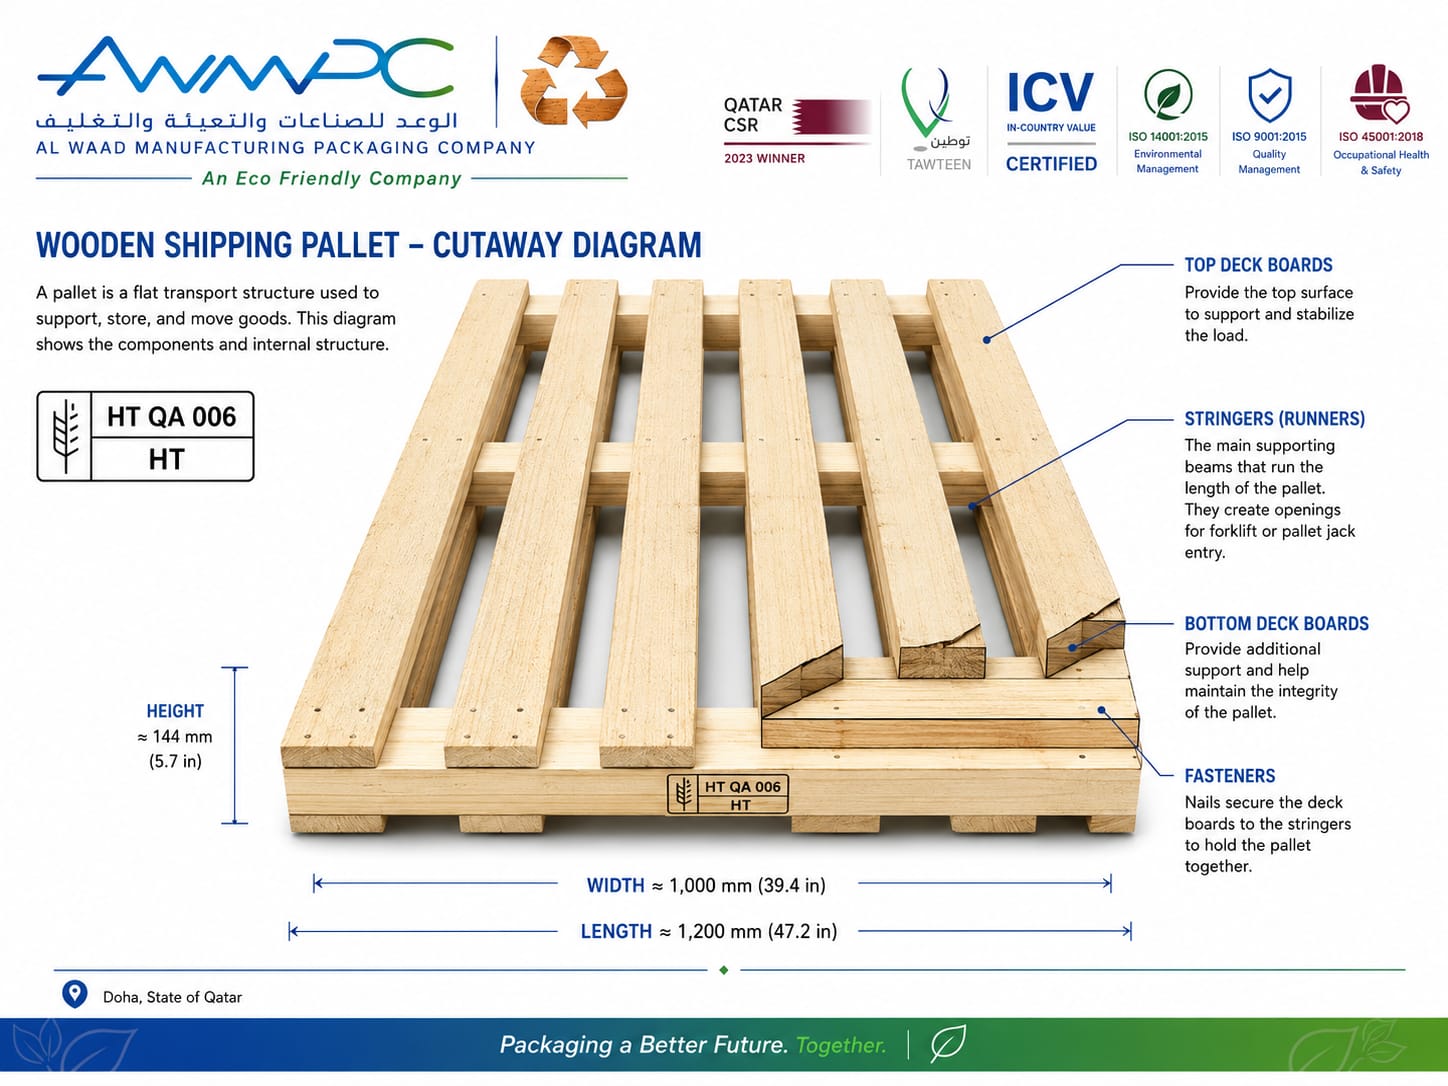 AWMPC
الوعد للصناعات والتعبئة والتغليف
AL WAAD MANUFACTURING PACKAGING COMPANY
An Eco Friendly Company
QATAR
CSR
2023 WINNER
توطين
TAWTEEN
ICV
IN-COUNTRY VALUE
CERTIFIED
ISO 14001:2015
Environmental
Management
ISO 9001:2015
Quality
Management
ISO 45001:2018
Occupational Health
& Safety
WOODEN SHIPPING PALLET – CUTAWAY DIAGRAM
A pallet is a flat transport structure used to
support, store, and move goods. This diagram
shows the components and internal structure.
HT QA 006
HT
TOP DECK BOARDS
Provide the top surface
to support and stabilize
the load.
STRINGERS (RUNNERS)
The main supporting
beams that run the
length of the pallet.
They create openings
for forklift or pallet jack
entry.
BOTTOM DECK BOARDS
Provide additional
support and help
maintain the integrity
of the pallet.
FASTENERS
Nails secure the deck
boards to the stringers
to hold the pallet
together.
HEIGHT
≈ 144 mm
(5.7 in)
HT QA 006
HT
WIDTH ≈ 1,000 mm (39.4 in)
LENGTH ≈ 1,200 mm (47.2 in)
Doha, State of Qatar
Packaging a Better Future. Together.